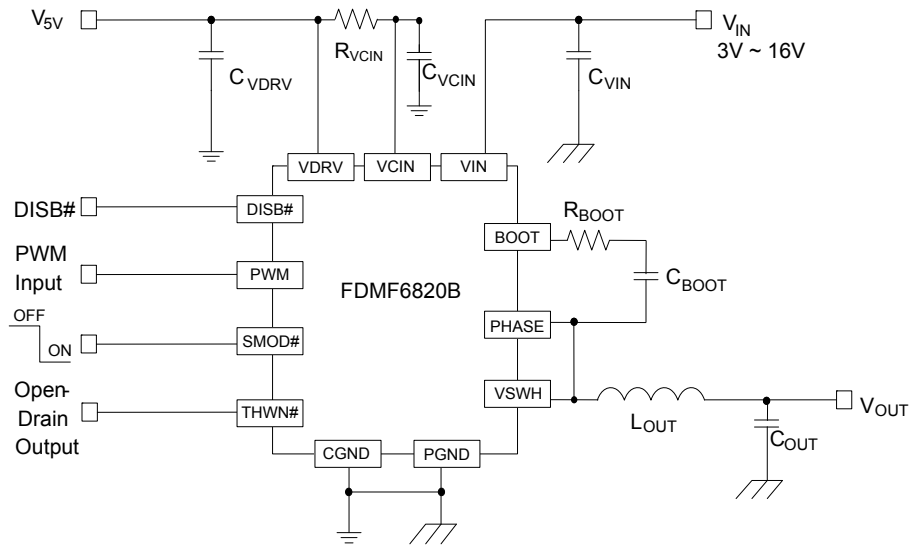 V5V
RVCIN
CVDRV
CVCIN
CVIN
VIN
3V ~ 16V
VDRV
VCIN
VIN
DISB#
DISB#
PWM
Input
PWM
OFF
ON
SMOD#
Open-
Drain
Output
THWN#
FDMF6820B
BOOT
RBOOT
CBOOT
PHASE
VSWH
LOUT
COUT
VOUT
CGND
PGND